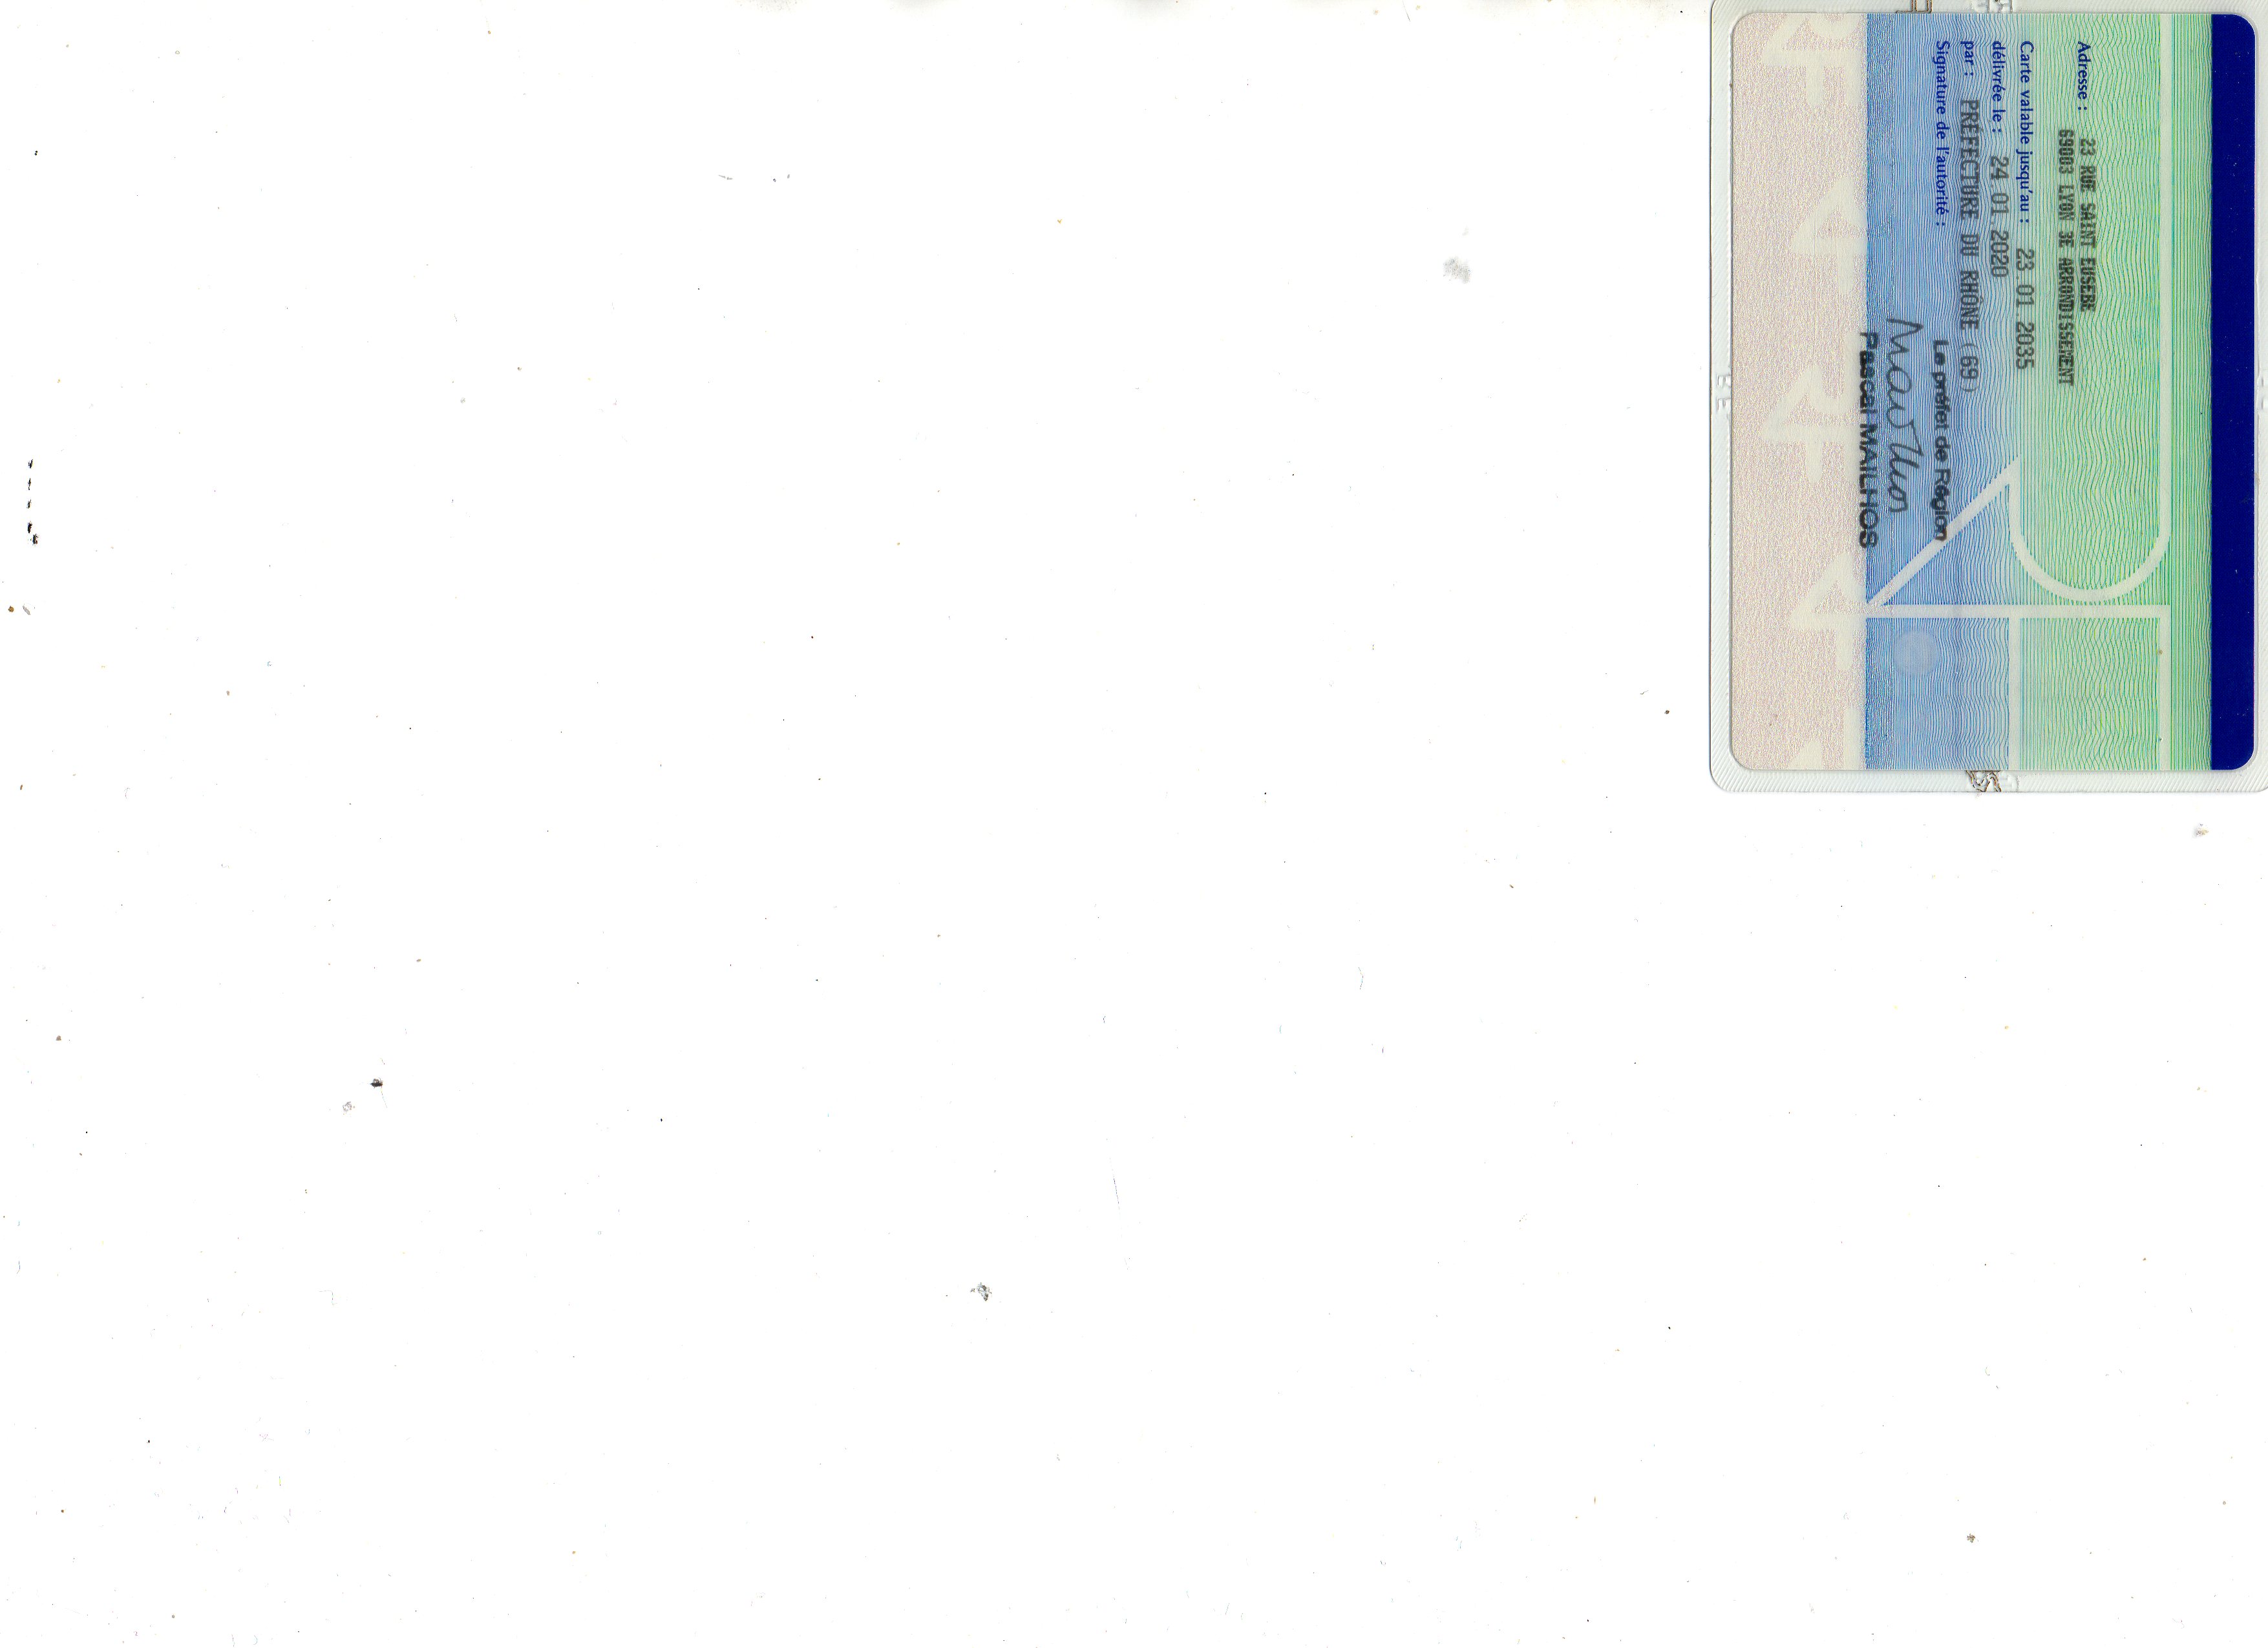 Adresse : 23 RUE SAINT EUSEBE
69003 LYON 3E ARRONDISSEMENT
Carte valable jusqu'au : 23.01.2035
délivrée le : 24.01.2020
par : PRÉFECTURE DU RHÔNE (69)
Signature de l'autorité :
Le préfet de Région
Pascal MAILHOS